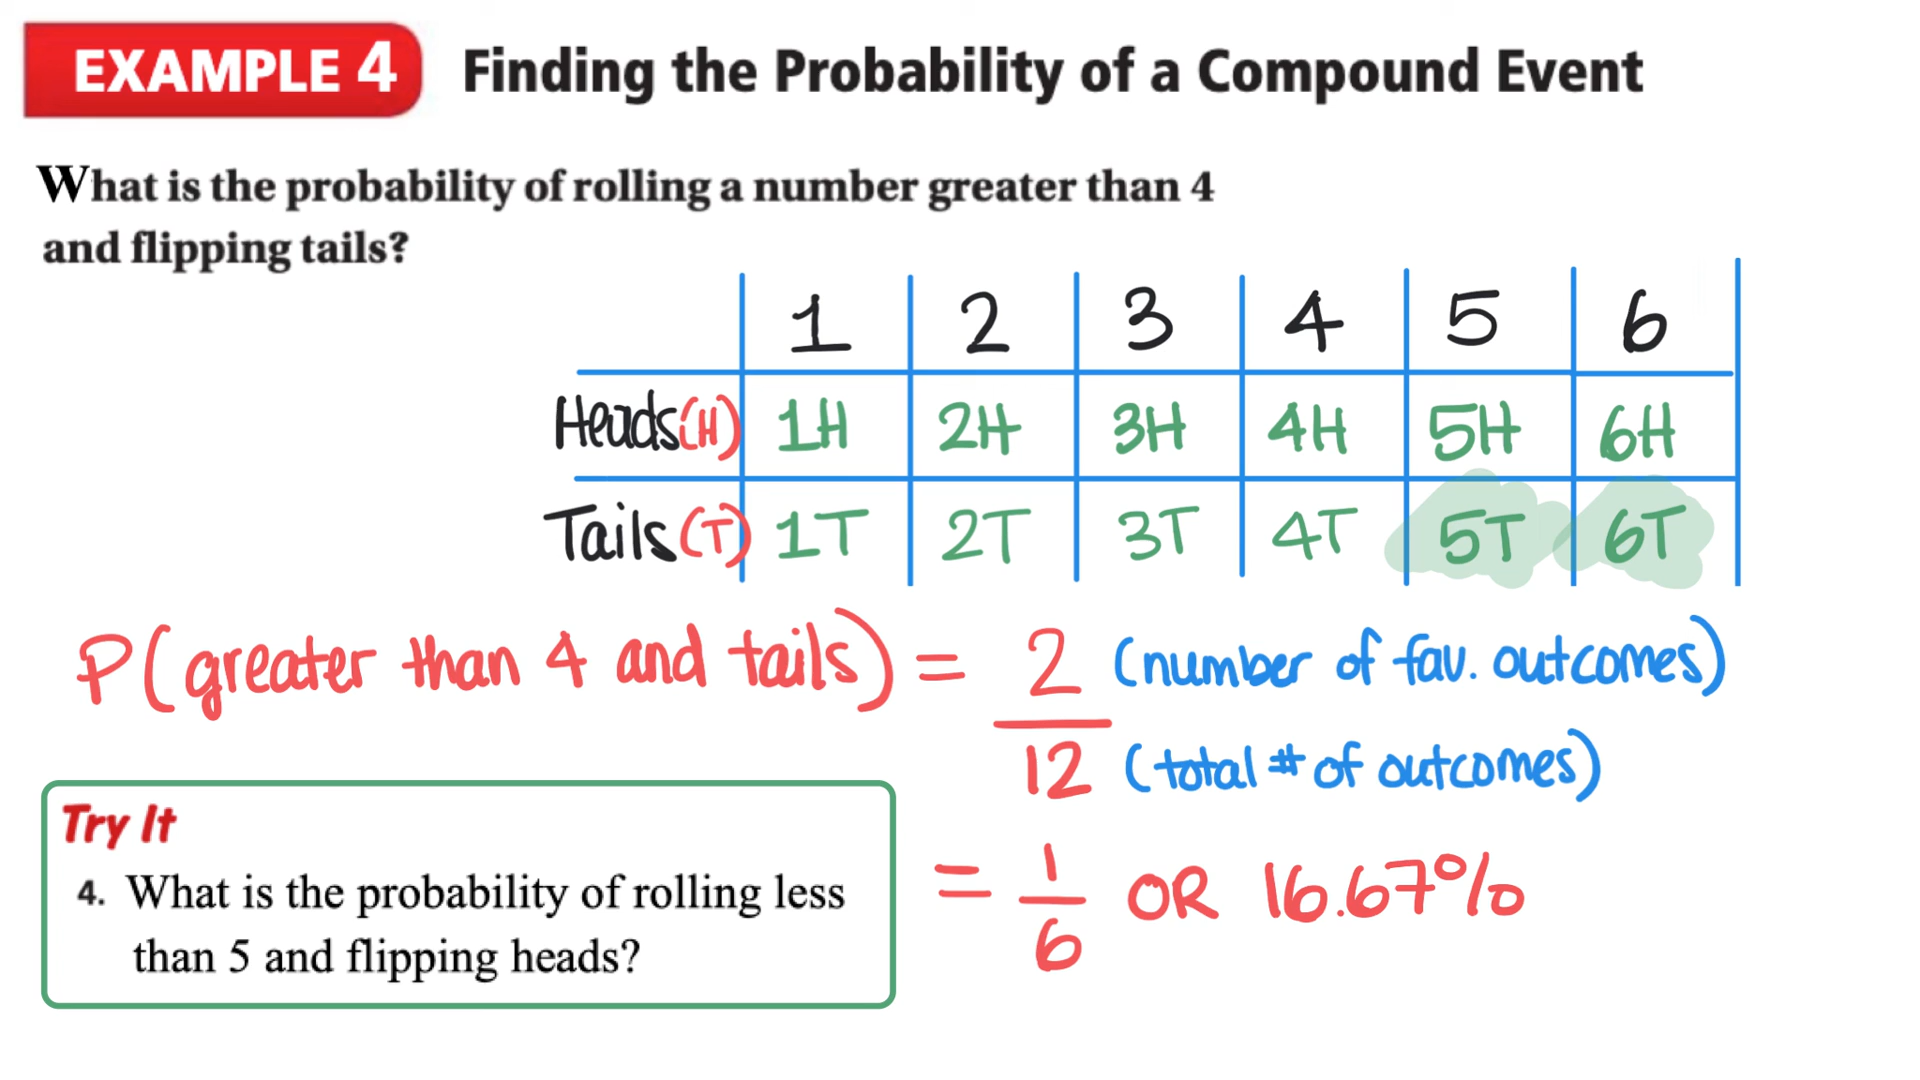 EXAMPLE 4 Finding the Probability of a Compound Event
What is the probability of rolling a number greater than 4
and flipping tails?
1 2 3 4 5 6
Heads(H) 1H 2H 3H 4H 5H 6H
Tails(T) 1T 2T 3T 4T 5T 6T
P(greater than 4 and tails) = 2 (number of fav. outcomes)
12 (total # of outcomes)
Try It
4. What is the probability of rolling less
than 5 and flipping heads?
= 1/6 OR 16.67%